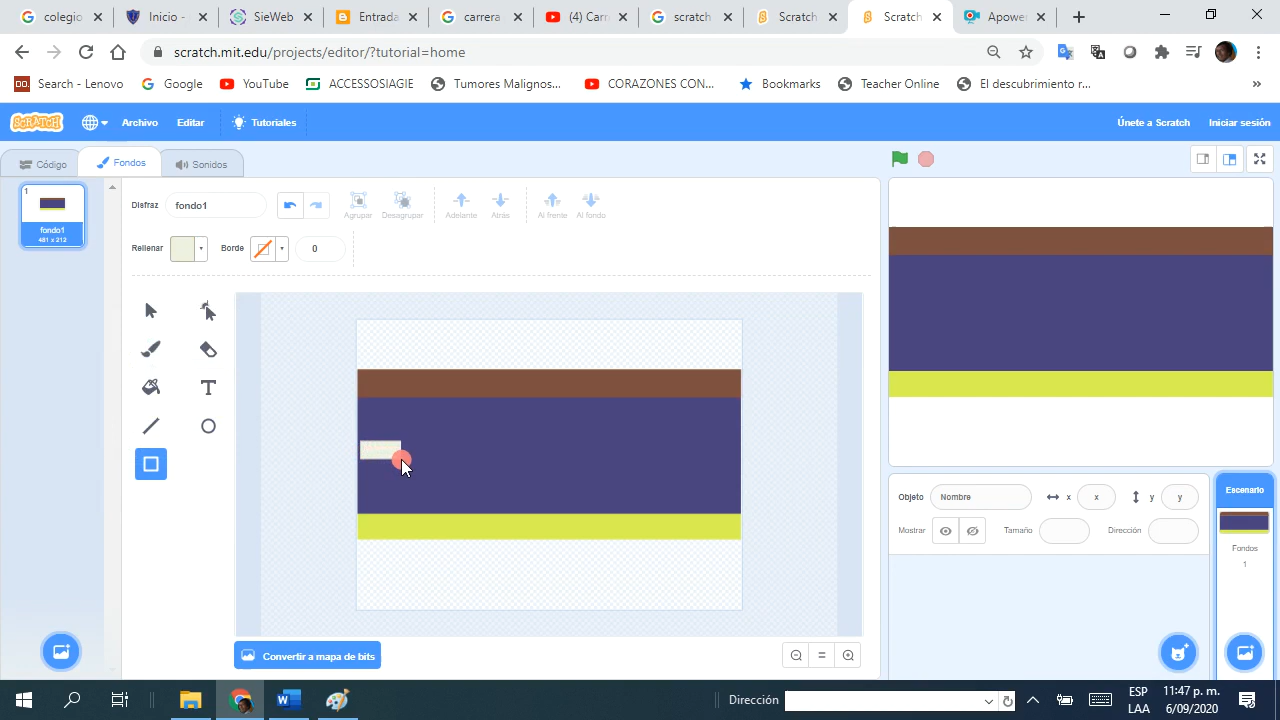 colegio
Inicio -
SieWeb
Entrada
carrera
(4) Carr
scratch
Scratch
Scratch
Apower
scratch.mit.edu/projects/editor/?tutorial=home
DO. Search - Lenovo
Google
YouTube
ACCESSOSIAGIE
Tumores Malignos...
CORAZONES CON...
Bookmarks
Teacher Online
El descubrimiento r...
»
SCRATCH
Archivo
Editar
Tutoriales
Únete a Scratch
Iniciar sesión
Código
Fondos
Sonidos
1
fondo1
481 x 212
Disfraz
fondo1
Agrupar
Desagrupar
Adelante
Atrás
Al frente
Al fondo
Rellenar
Borde
0
Convertir a mapa de bits
Objeto
Nombre
x
x
y
y
Mostrar
Tamaño
Dirección
Escenario
Fondos
1
Dirección
ESP
LAA
11:47 p. m.
6/09/2020